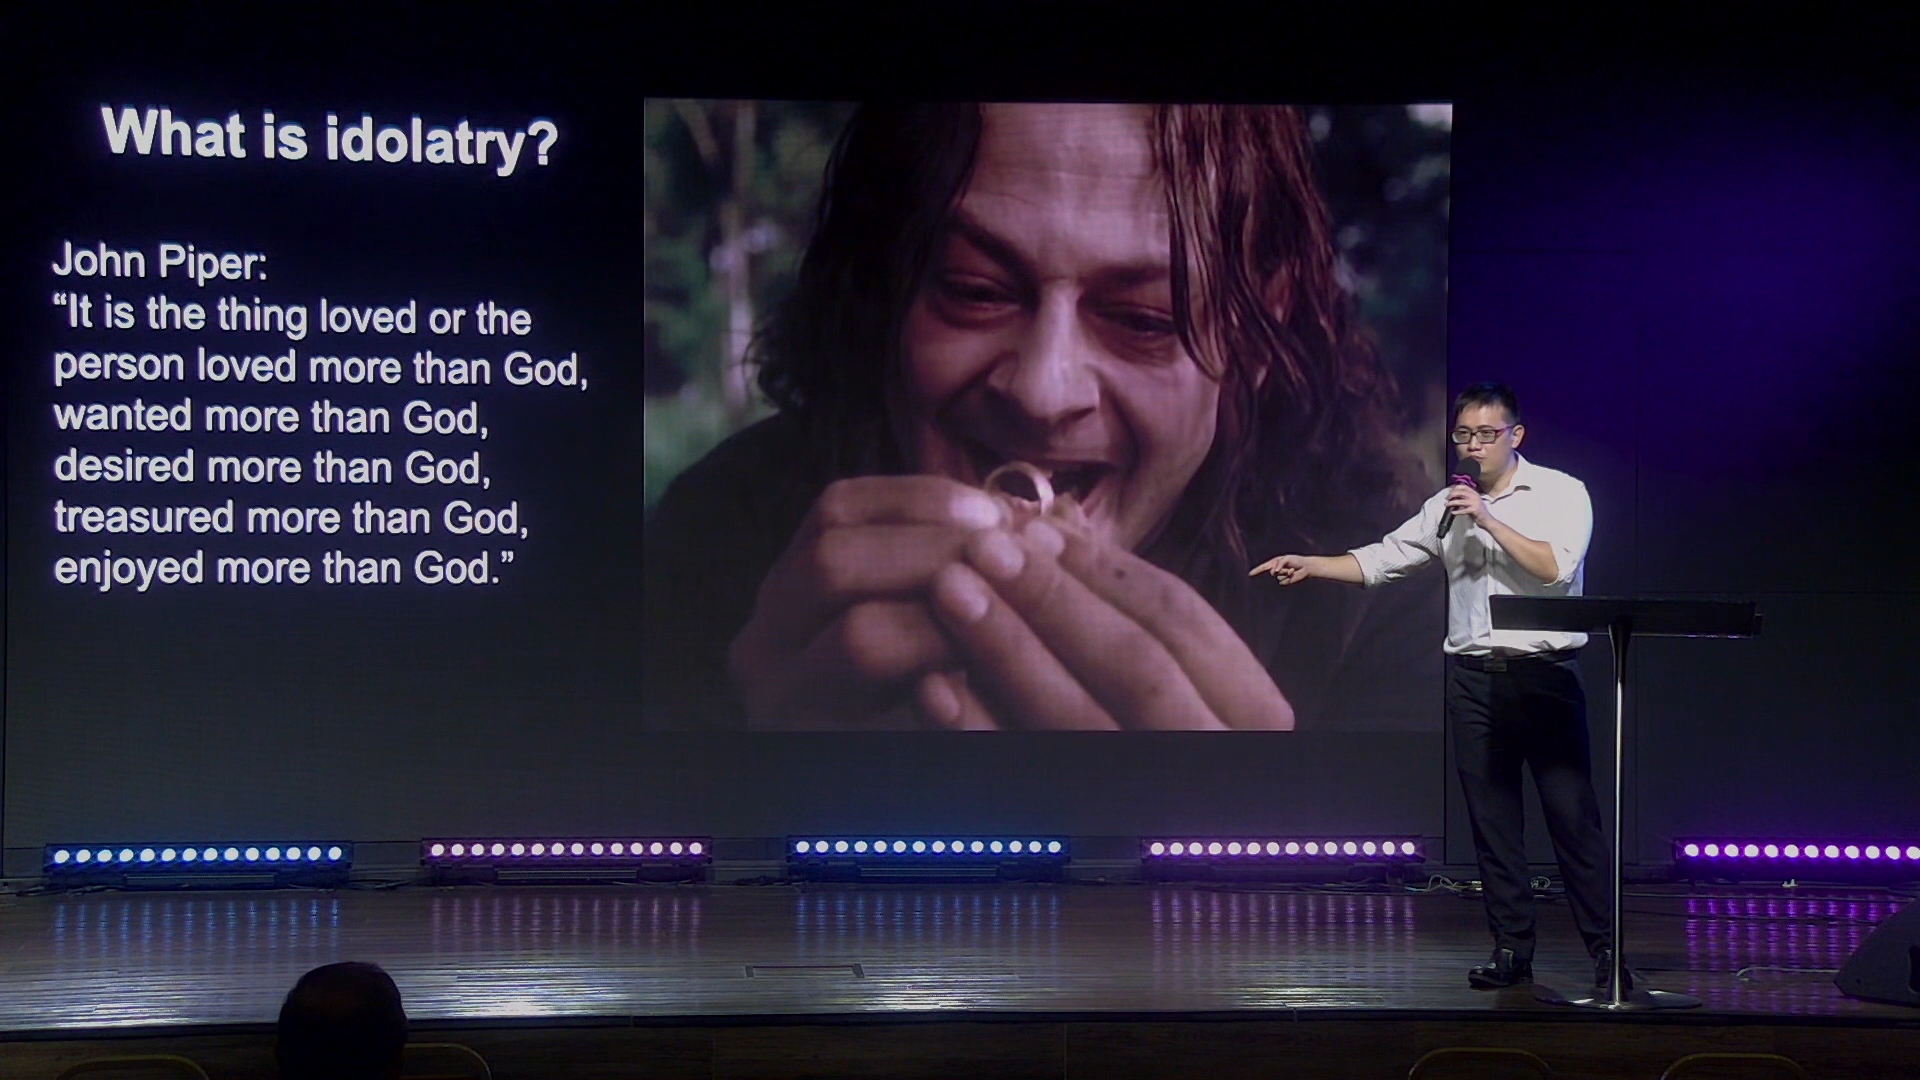 What is idolatry?
John Piper:
“It is the thing loved or the
person loved more than God,
wanted more than God,
desired more than God,
treasured more than God,
enjoyed more than God.”